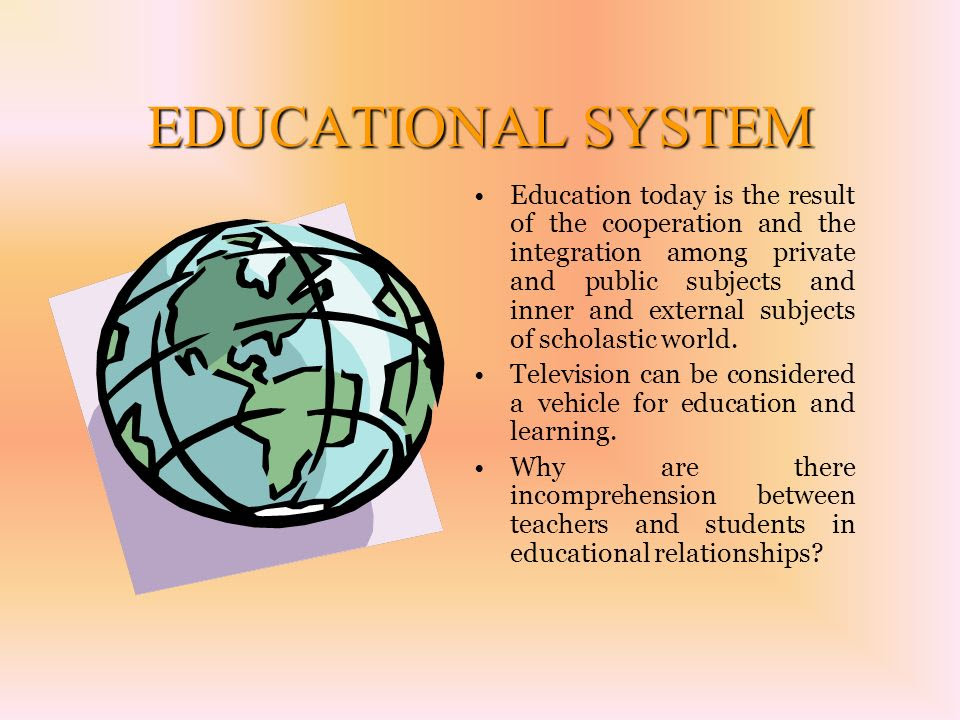 EDUCATIONAL SYSTEM
• Education today is the result
of the cooperation and the
integration among private
and public subjects and
inner and external subjects
of scholastic world.
• Television can be considered
a vehicle for education and
learning.
• Why are there
incomprehension between
teachers and students in
educational relationships?